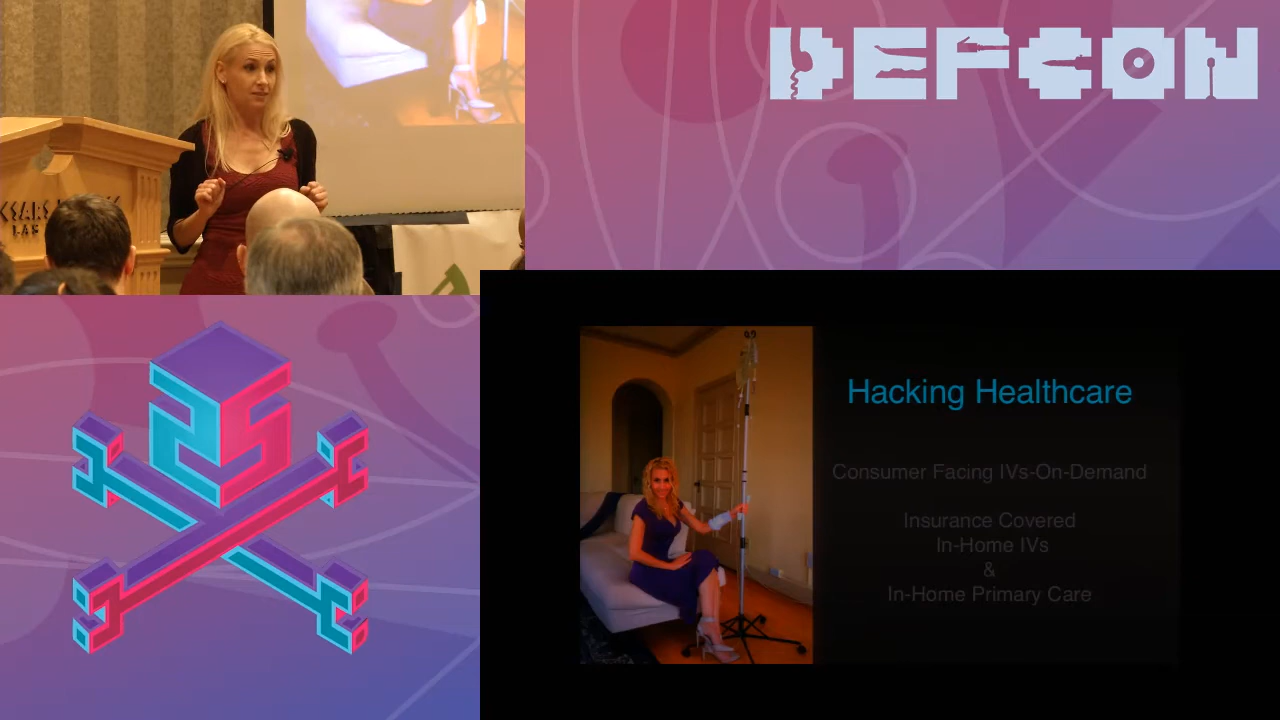 DEFCON
Hacking Healthcare
Consumer Facing IVs-On-Demand
Insurance Covered
In-Home IVs
&
In-Home Primary Care